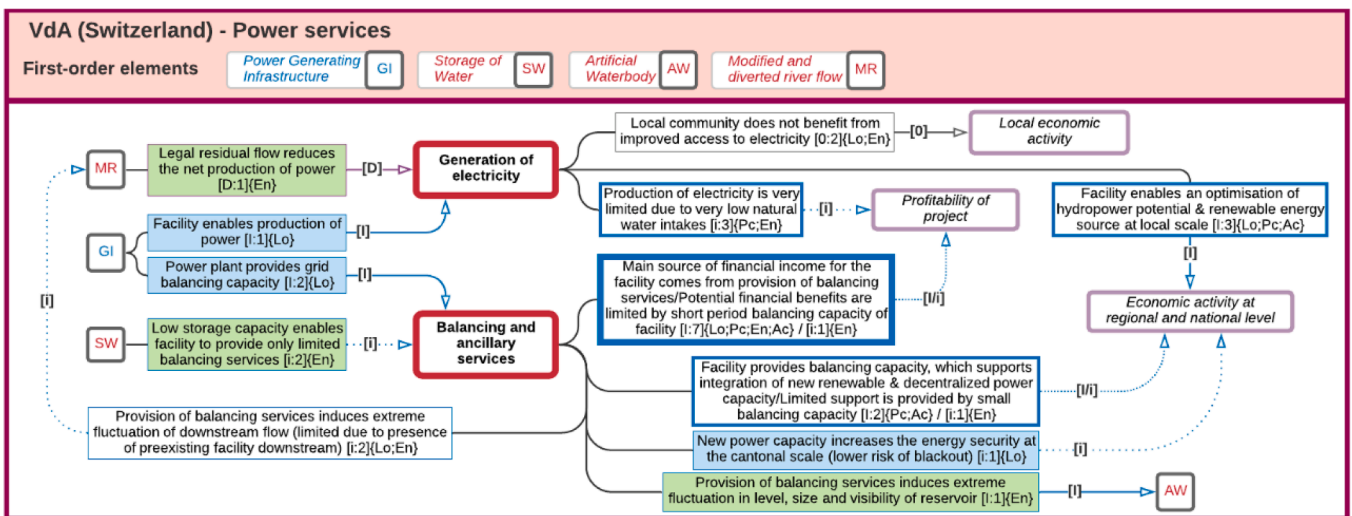 VdA (Switzerland) - Power services
First-order elements
Power Generating
Infrastructure
GI
Storage of
Water
SW
Artificial
Waterbody
AW
Modified and
diverted river flow
MR
Local community does not benefit from
improved access to electricity [0:2]{Lo;En}
[0]
Local economic
activity
MR
Legal residual flow reduces
the net production of power
[D:1]{En}
[D]
Generation of
electricity
Production of electricity is very
limited due to very low natural
water intakes [i:3]{Pc;En}
[i]
Profitability of
project
Facility enables an optimisation of
hydropower potential & renewable energy
source at local scale [I:3]{Lo;Pc;Ac}
[I]
GI
Facility enables production of
power [I:1]{Lo}
[I]
Power plant provides grid
balancing capacity [I:2]{Lo}
[I]
Main source of financial income for the
facility comes from provision of balancing
services/Potential financial benefits are
limited by short period balancing capacity of
facility [I:7]{Lo;Pc;En;Ac} / [i:1]{En}
[I/i]
Economic activity at
regional and national level
[i]
SW
Low storage capacity enables
facility to provide only limited
balancing services [i:2]{En}
[i]
Balancing and
ancillary
services
Facility provides balancing capacity, which supports
integration of new renewable & decentralized power
capacity/Limited support is provided by small
balancing capacity [I:2]{Pc;Ac} / [i:1]{En}
[I/i]
Provision of balancing services induces extreme
fluctuation of downstream flow (limited due to presence
of preexisting facility downstream) [i:2]{Lo;En}
New power capacity increases the energy security at
the cantonal scale (lower risk of blackout) [i:1]{Lo}
[i]
Provision of balancing services induces extreme
fluctuation in level, size and visibility of reservoir [I:1]{En}
[I]
AW